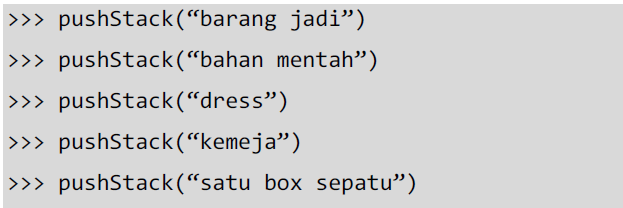 >>> pushStack(“barang jadi”)
>>> pushStack(“bahan mentah”)
>>> pushStack(“dress”)
>>> pushStack(“kemeja”)
>>> pushStack(“satu box sepatu”)